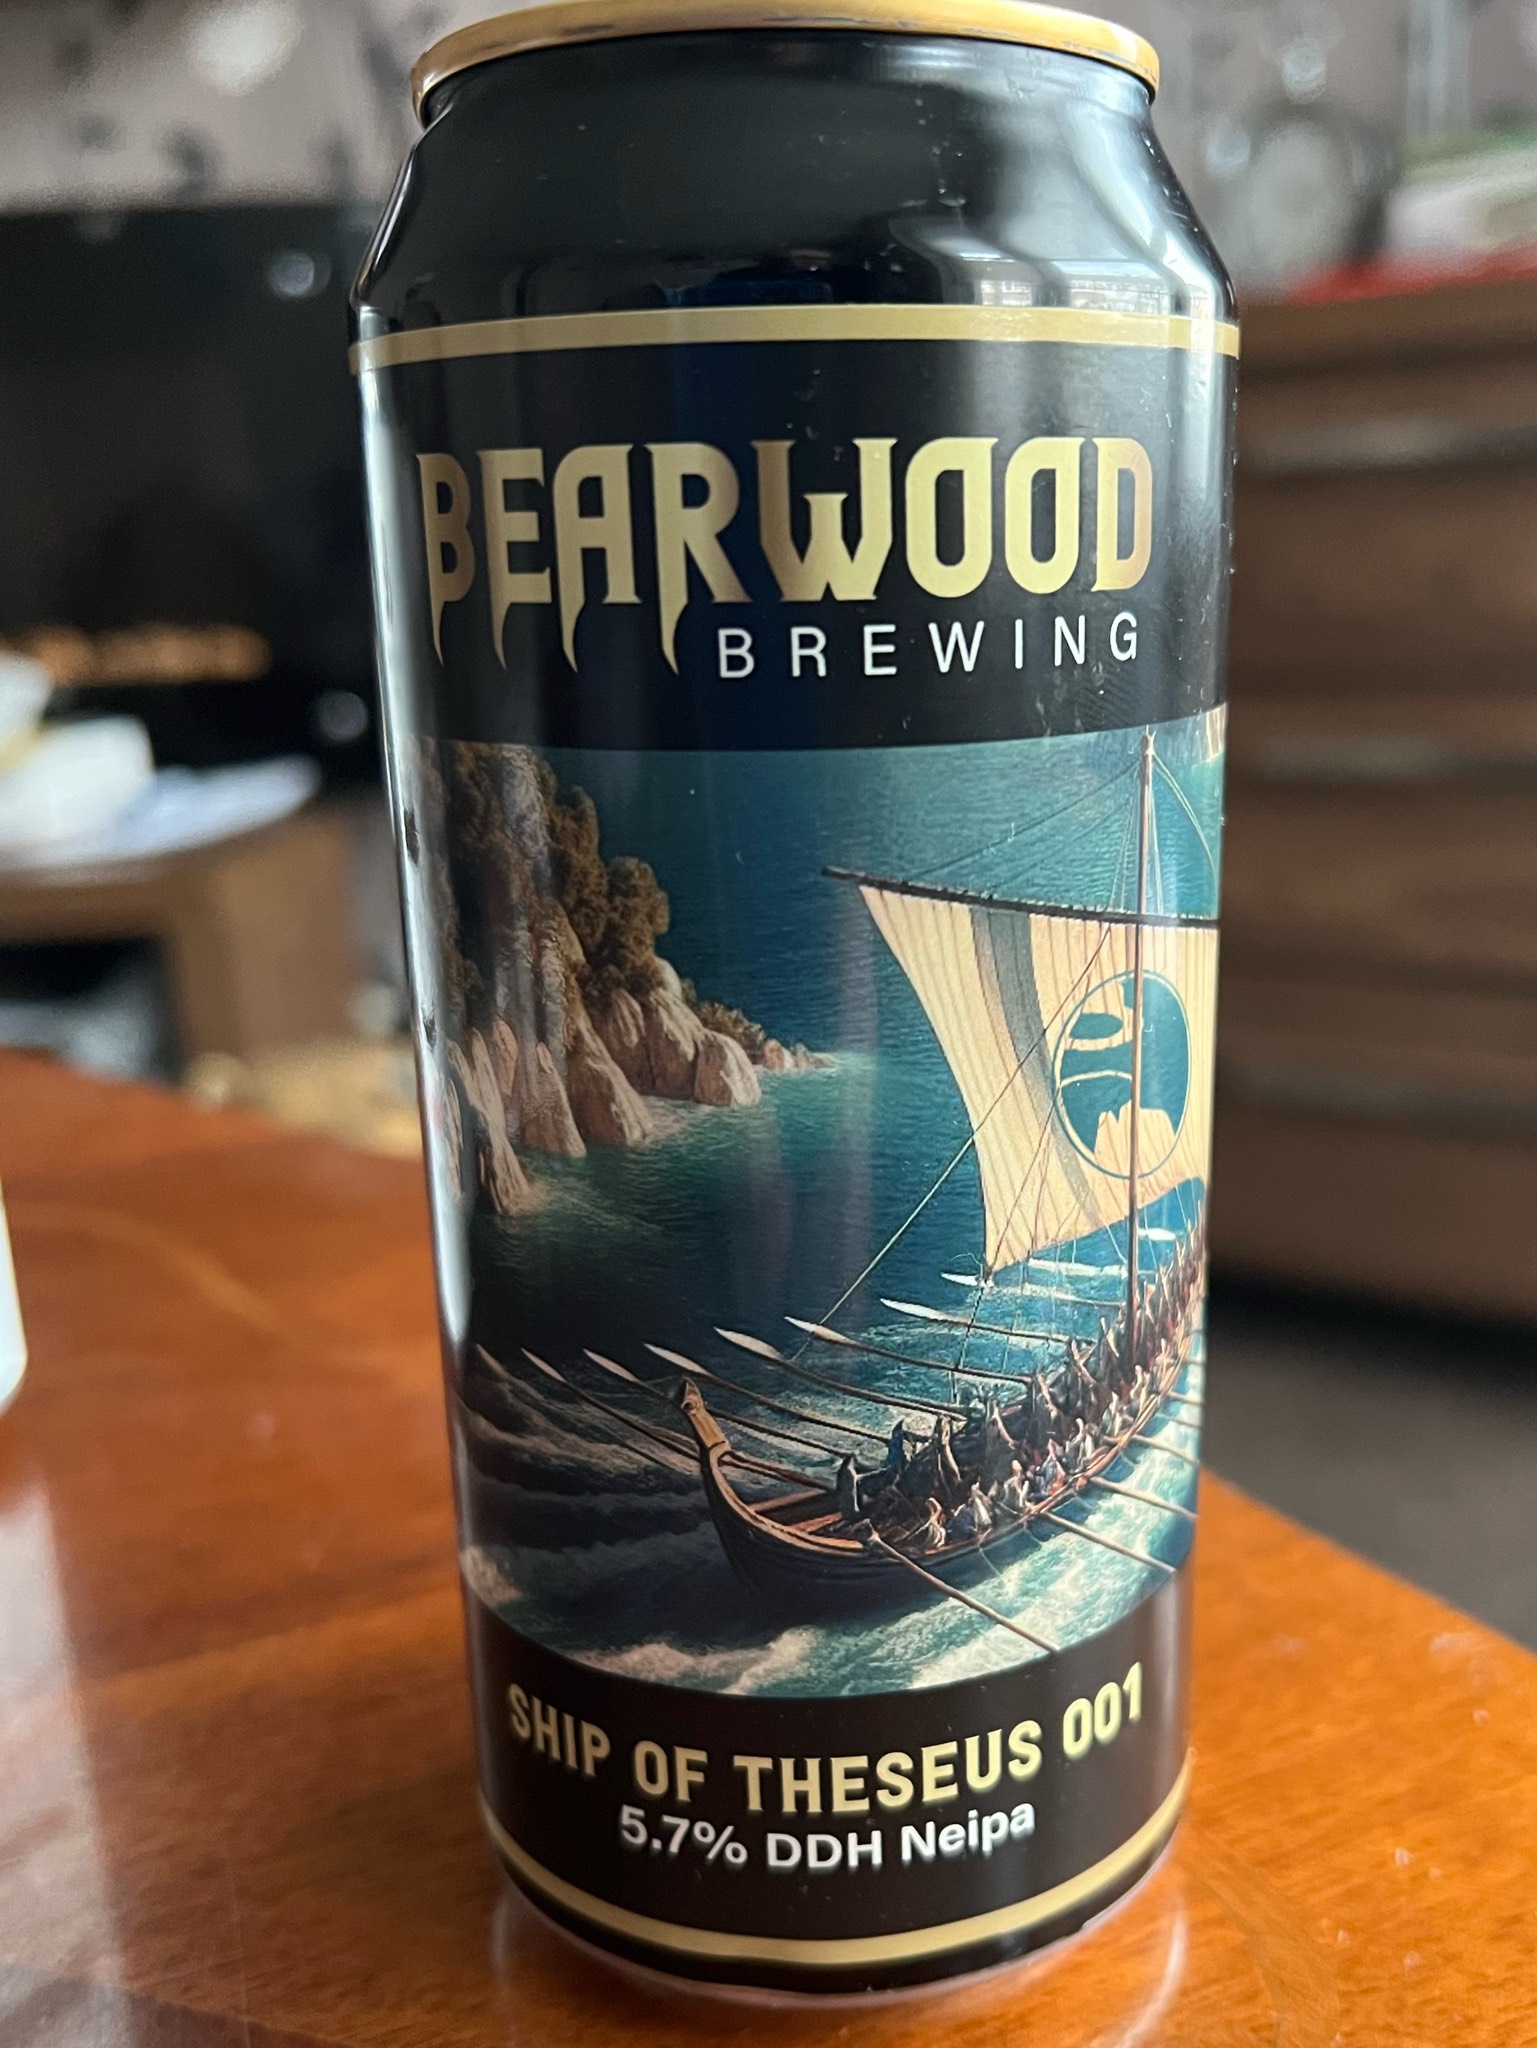 BEARWOOD
BREWING
SHIP OF THESEUS 001
5.7% DDH Neipa